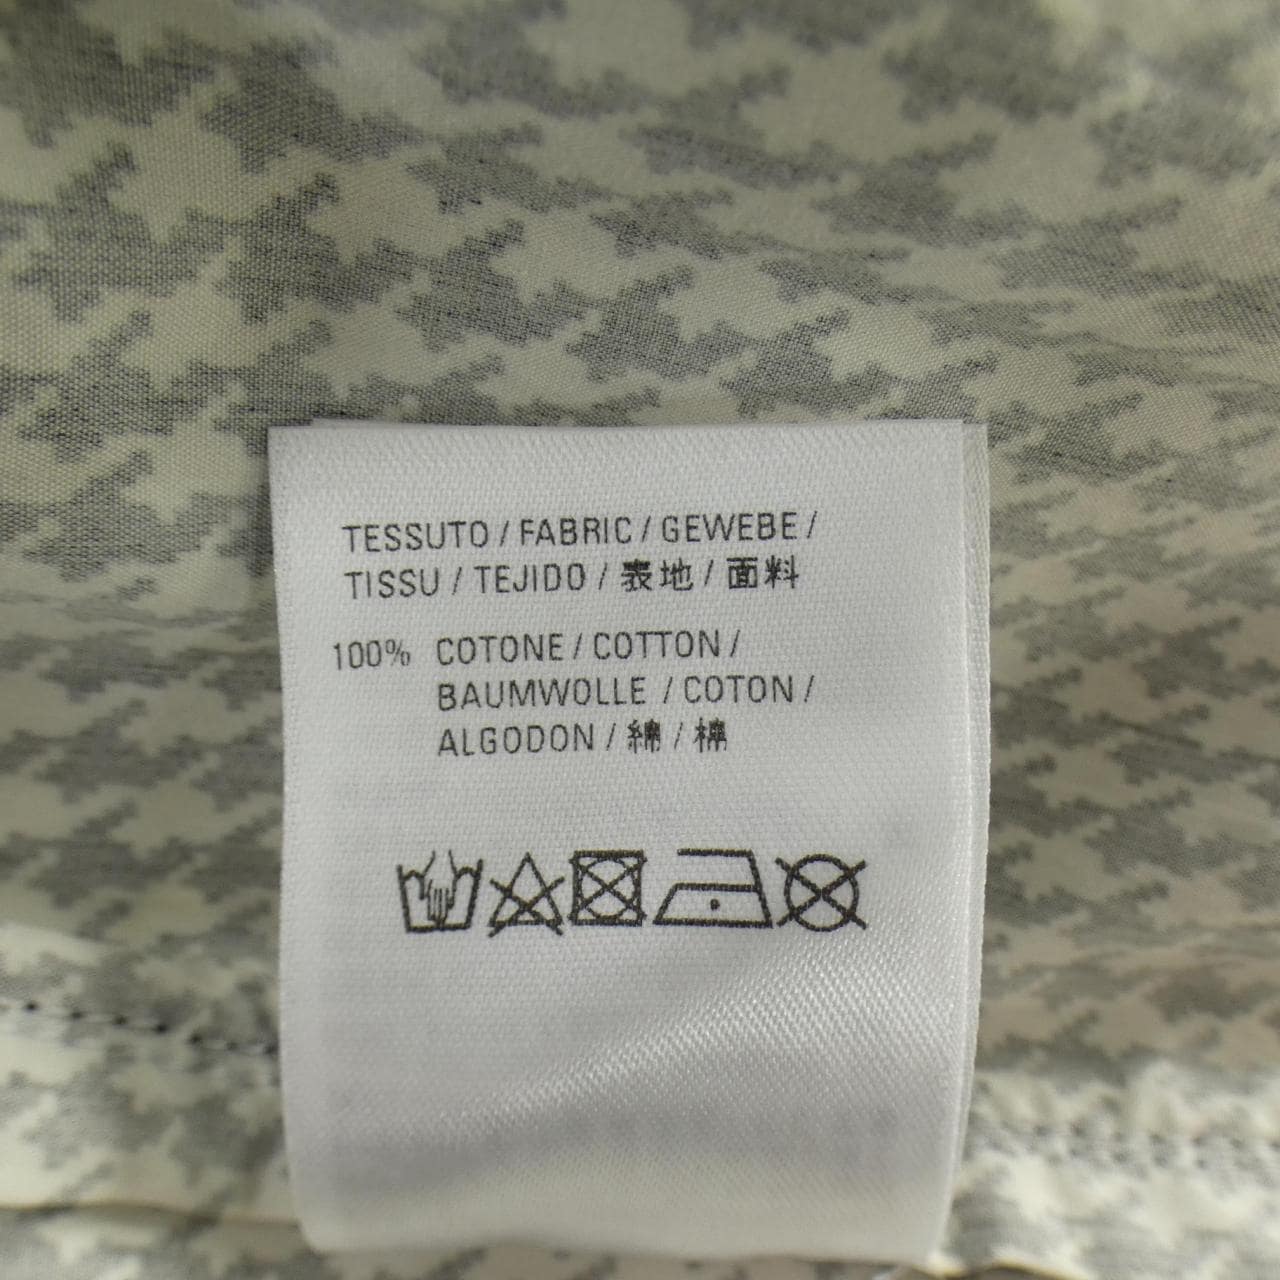 TESSUTO / FABRIC / GEWEBE /
TISSU / TEJIDO / 表地 / 面料
100% COTONE / COTTON /
BAUMWOLLE / COTON /
ALGODON / 綿 / 棉